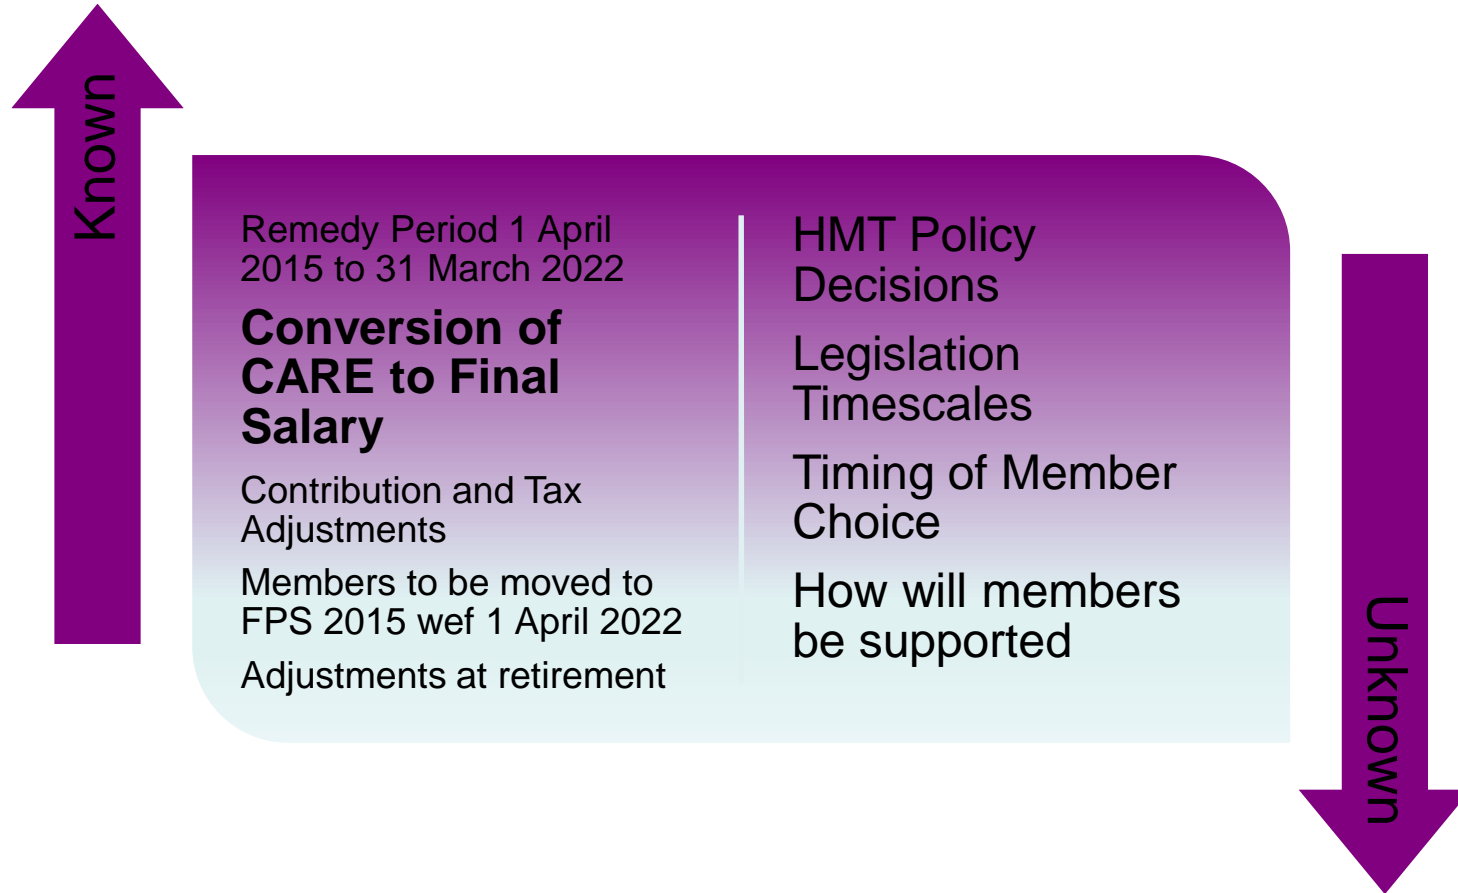 Known
Remedy Period 1 April
2015 to 31 March 2022
Conversion of
CARE to Final
Salary
Contribution and Tax
Adjustments
Members to be moved to
FPS 2015 wef 1 April 2022
Adjustments at retirement
HMT Policy
Decisions
Legislation
Timescales
Timing of Member
Choice
How will members
be supported
Unknown